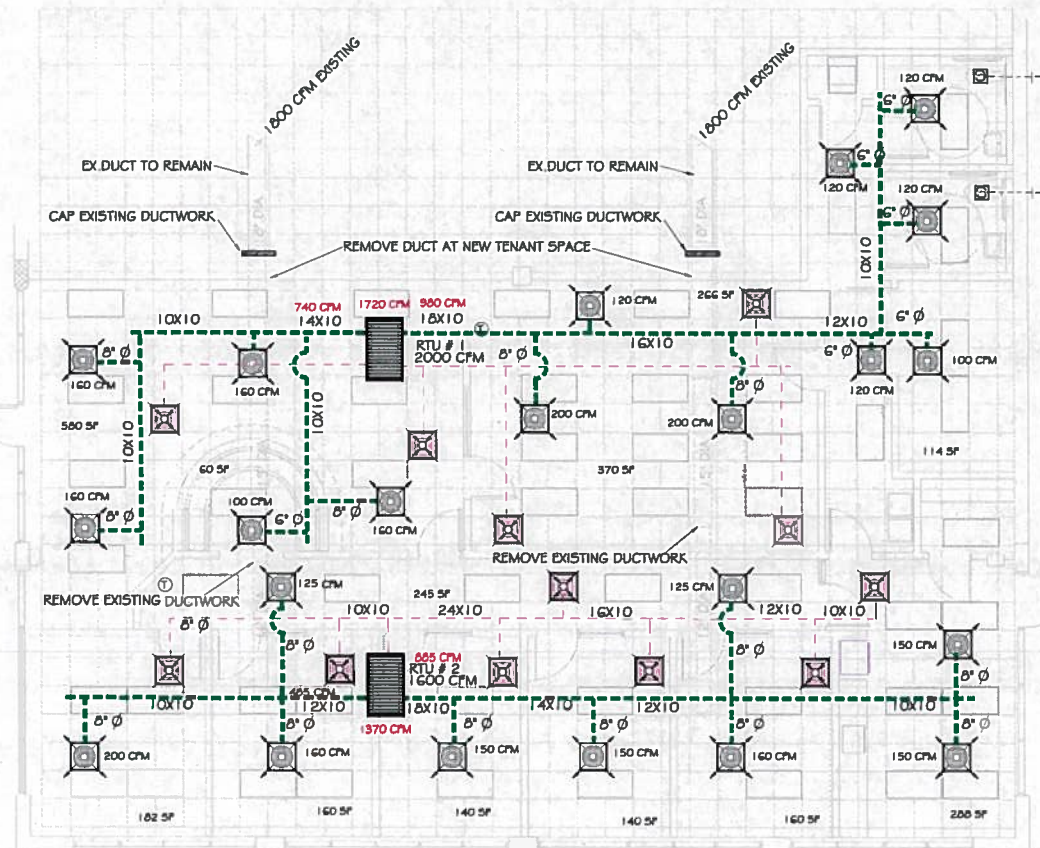 1800 CFM EXISTING
1800 CFM EXISTING
120 CFM
6" Ø
EX.DUCT TO REMAIN
EX.DUCT TO REMAIN
6" Ø
120 CFM
120 CFM
6" Ø
CAP EXISTING DUCTWORK
CAP EXISTING DUCTWORK
8" DIA
8" DIA
REMOVE DUCT AT NEW TENANT SPACE
10X10
266 SF
120 CFM
740 CFM
1720 CFM
980 CFM
10X10
14X10
18X10
T
16X10
12X10
6" Ø
RTU # 1
2000 CFM
8" Ø
8" Ø
6" Ø
160 CFM
160 CFM
8" Ø
120 CFM
100 CFM
580 SF
10X10
10X10
200 CFM
200 CFM
60 SF
370 SF
114 SF
160 CFM
8" Ø
100 CFM
6" Ø
8" Ø
160 CFM
REMOVE EXISTING DUCTWORK
T
REMOVE EXISTING DUCTWORK
125 CFM
245 SF
125 CFM
8" Ø
10X10
24X10
16X10
12X10
10X10
8" Ø
8" Ø
150 CFM
885 CFM
RTU # 2
1600 CFM
8" Ø
485 CFM
10X10
12X10
18X10
14X10
12X10
10X10
1370 CFM
8" Ø
8" Ø
8" Ø
8" Ø
8" Ø
8" Ø
200 CFM
160 CFM
150 CFM
150 CFM
160 CFM
150 CFM
182 SF
160 SF
140 SF
140 SF
160 SF
288 SF